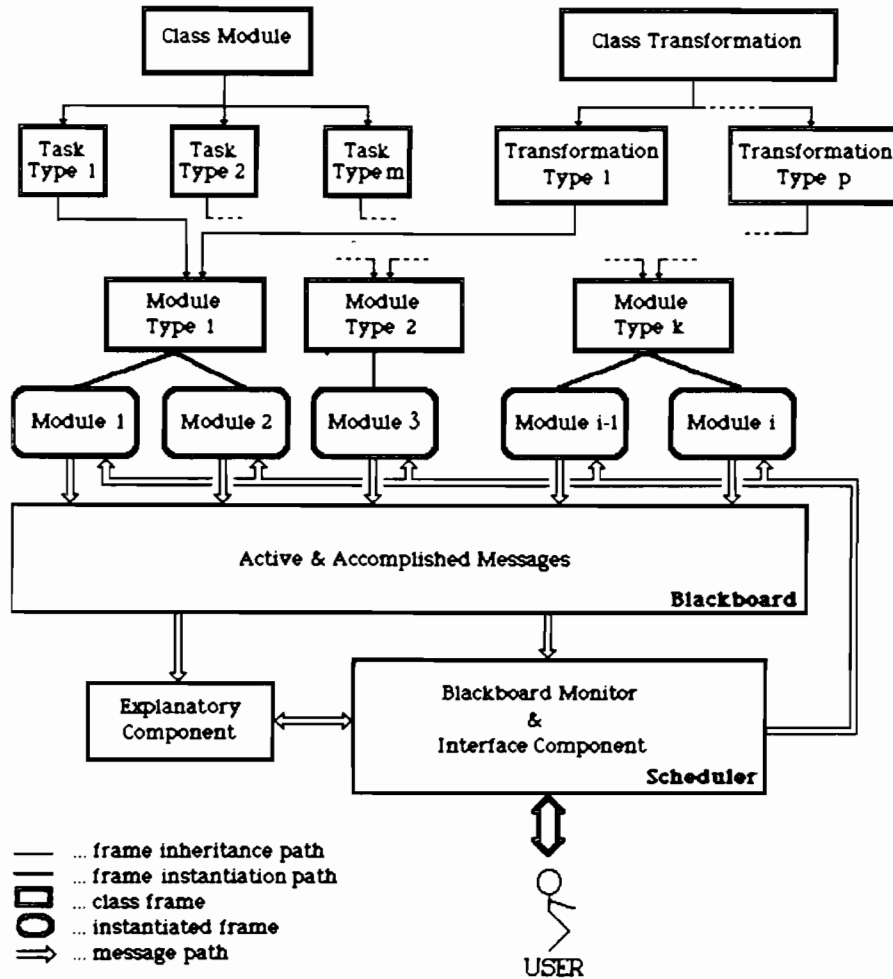 Class Module
Class Transformation
Task
Type 1
Task
Type 2
Task
Type m
Transformation
Type 1
Transformation
Type p
Module
Type 1
Module
Type 2
Module
Type k
Module 1
Module 2
Module 3
Module i-1
Module i
Active & Accomplished Messages
Blackboard
Explanatory
Component
Blackboard Monitor
&
Interface Component
Scheduler
... frame inheritance path
... frame instantiation path
... class frame
... instantiated frame
... message path
USER